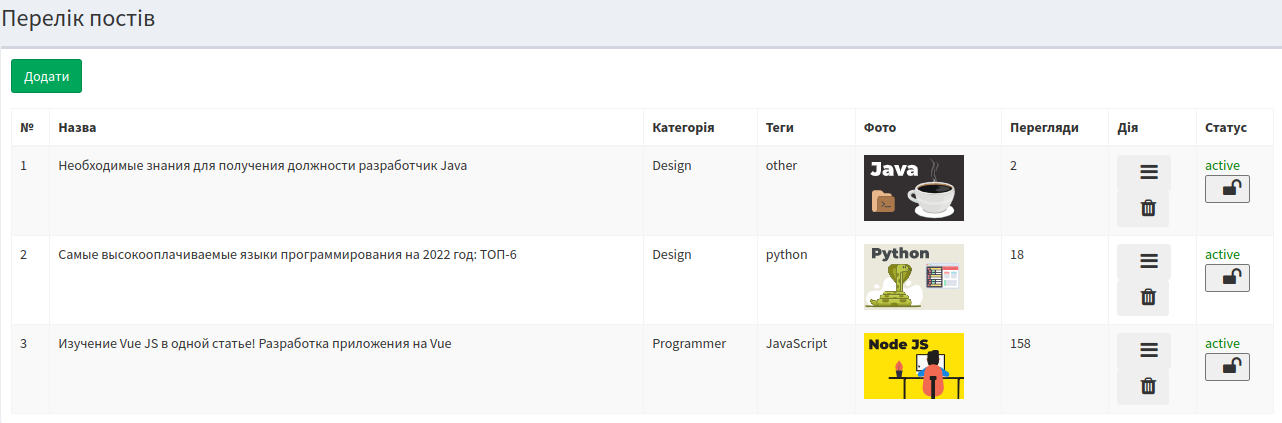 Перелік постів
Додати
№ Назва Категорія Теги Фото Перегляди Дія Статус
1 Необходимые знания для получения должности разработчик Java Design other Java 2 active
2 Самые высокооплачиваемые языки программирования на 2022 год: ТОП-6 Design python Python 18 active
3 Изучение Vue JS в одной статье! Разработка приложения на Vue Programmer JavaScript Node JS 158 active